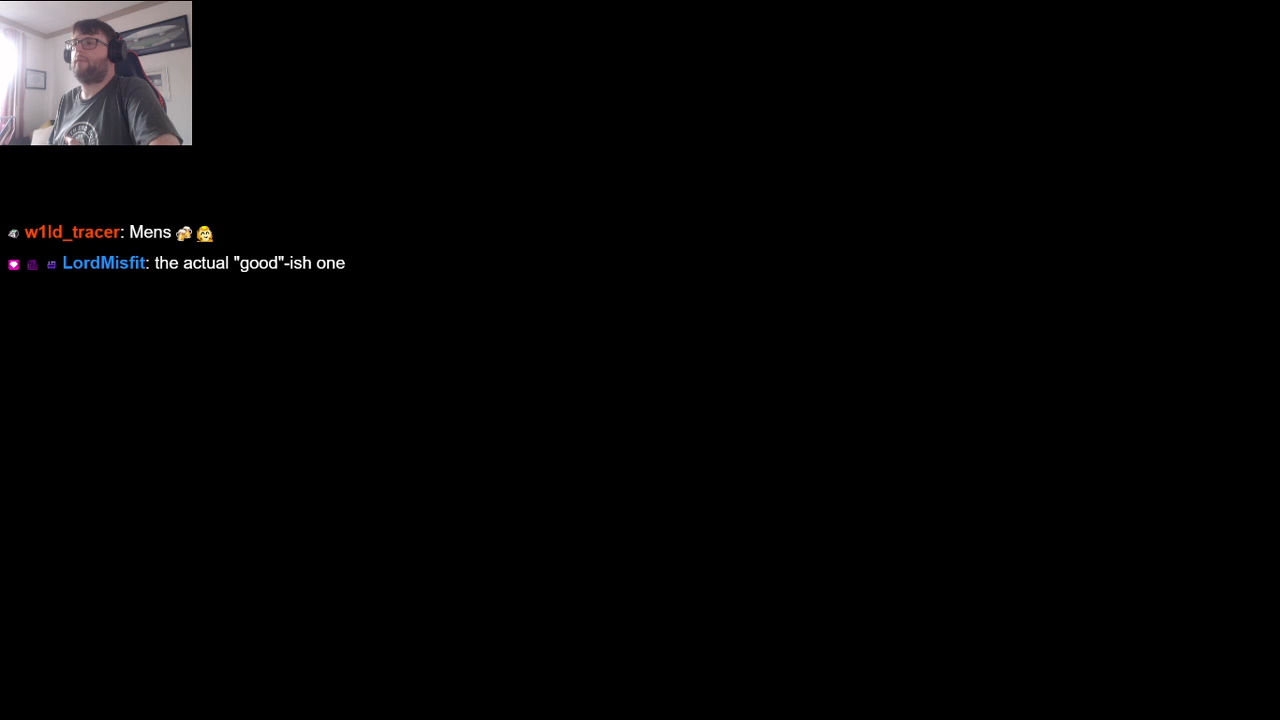 w1ld_tracer: Mens 🍻 🤗
LordMisfit: the actual "good"-ish one